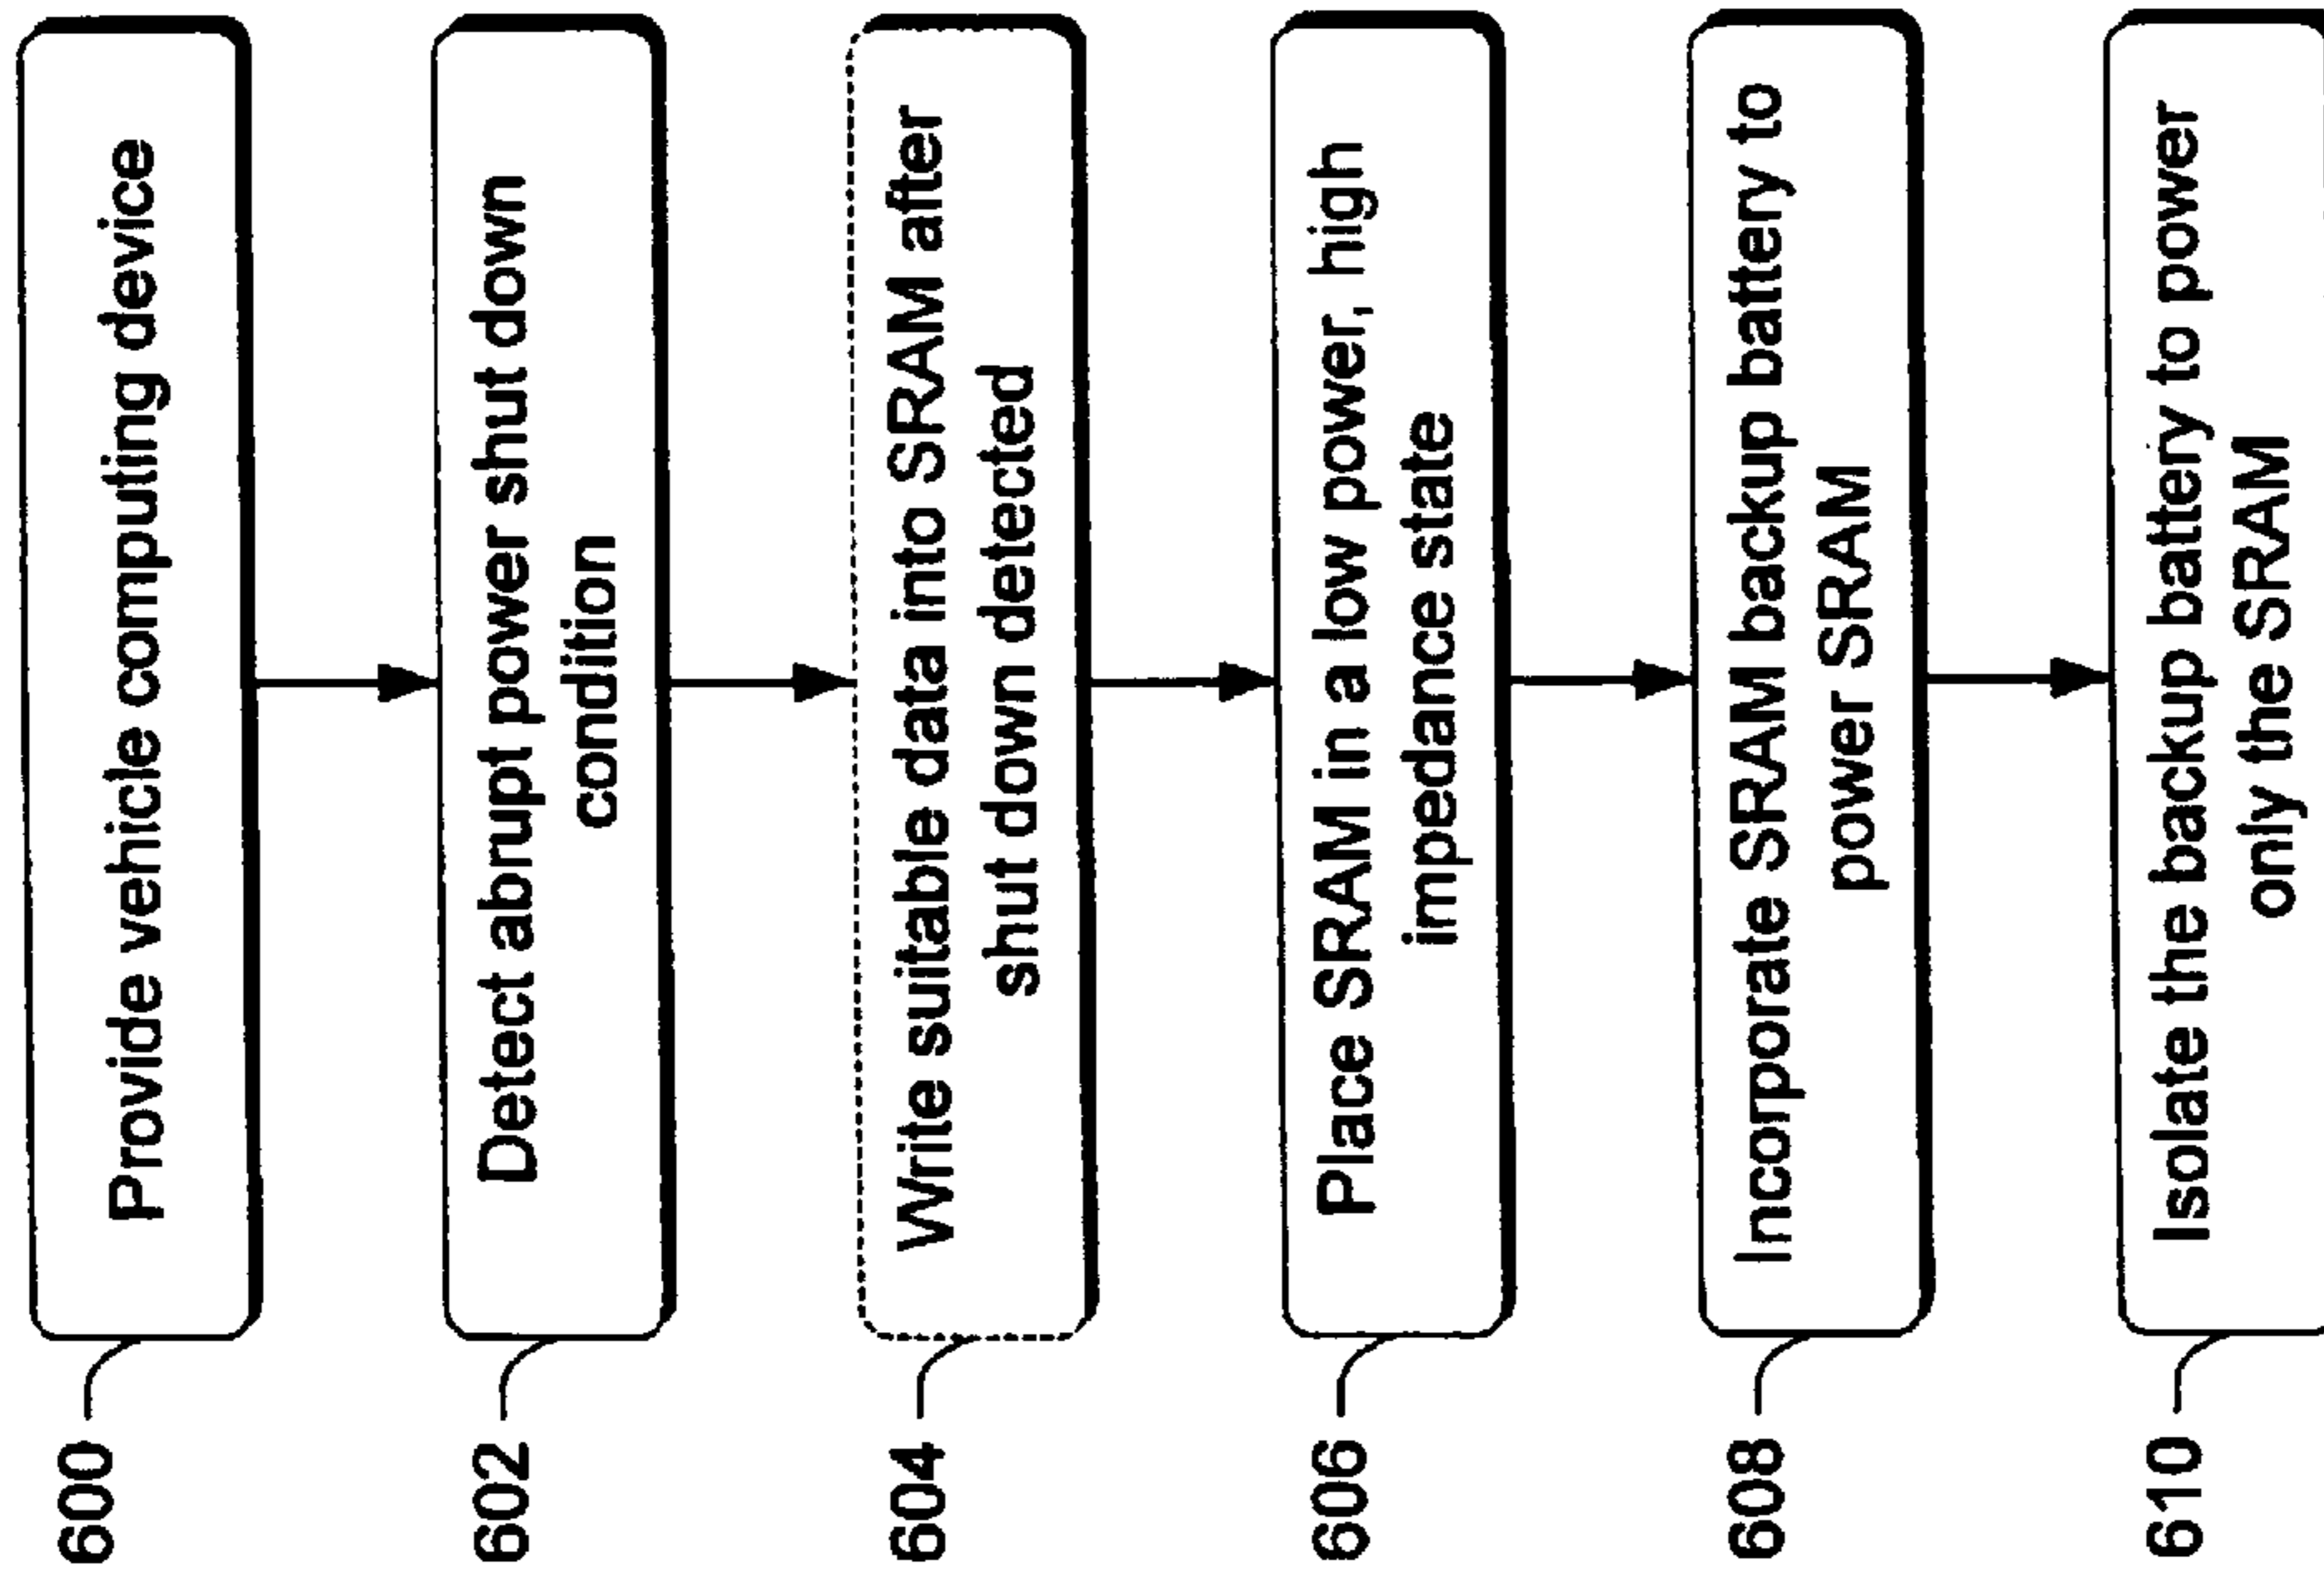 600
Provide vehicle computing device
602
Detect abrupt power shut down
condition
604
Write suitable data into SRAM after
shut down detected
606
Place SRAM in a low power, high
impedance state
608
Incorporate SRAM backup battery to
power SRAM
610
Isolate the backup battery to power
only the SRAM